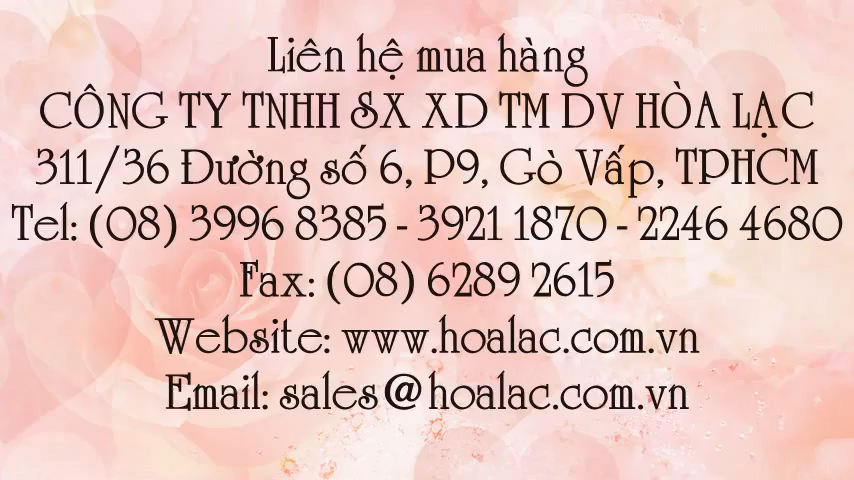 Liên hệ mua hàng
CÔNG TY TNHH SX XD TM DV HÒA LẠC
311/36 Đường số 6, P9, Gò Vấp, TPHCM
Tel: (08) 3996 8385 - 3921 1870 - 2246 4680
Fax: (08) 6289 2615
Website: www.hoalac.com.vn
Email: sales@hoalac.com.vn